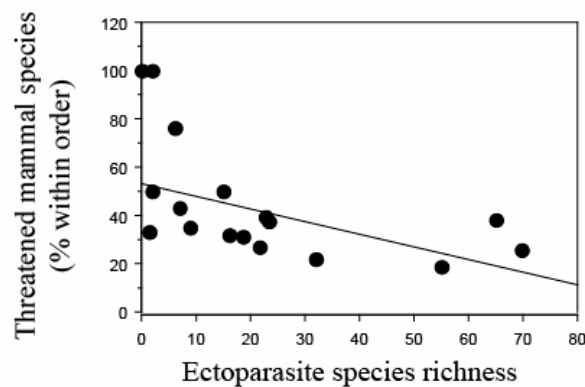 Threatened mammal species
(% within order)
120
100
80
60
40
20
0
0 10 20 30 40 50 60 70 80
Ectoparasite species richness